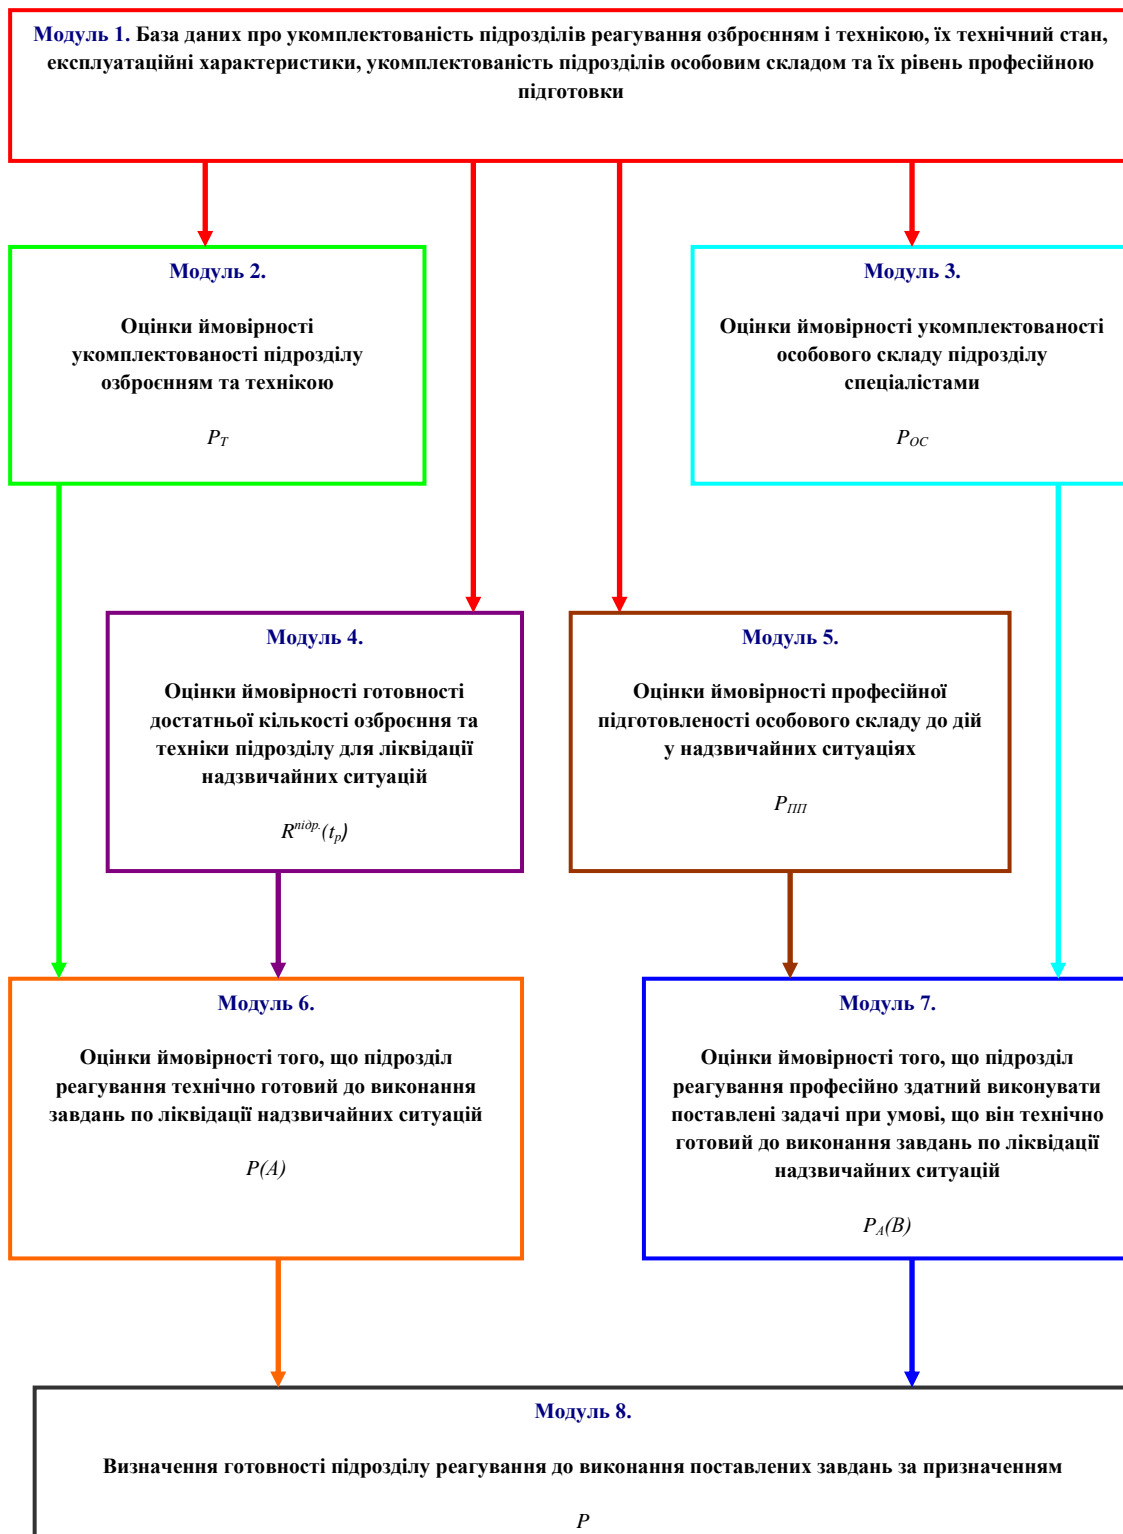 Модуль 1. База даних про укомплектованість підрозділів реагування озброєнням і технікою, їх технічний стан,
експлуатаційні характеристики, укомплектованість підрозділів особовим складом та їх рівень професійною
підготовки
Модуль 2.
Оцінки ймовірності
укомплектованості підрозділу
озброєнням та технікою
P_T
Модуль 3.
Оцінки ймовірності укомплектованості
особового складу підрозділу
спеціалістами
P_ОС
Модуль 4.
Оцінки ймовірності готовності
достатньої кількості озброєння та
техніки підрозділу для ліквідації
надзвичайних ситуацій
R^підр.(t_p)
Модуль 5.
Оцінки ймовірності професійної
підготовленості особового складу до дій
у надзвичайних ситуаціях
P_ПП
Модуль 6.
Оцінки ймовірності того, що підрозділ
реагування технічно готовий до виконання
завдань по ліквідації надзвичайних ситуацій
P(A)
Модуль 7.
Оцінки ймовірності того, що підрозділ
реагування професійно здатний виконувати
поставлені задачі при умові, що він технічно
готовий до виконання завдань по ліквідації
надзвичайних ситуацій
P_A(B)
Модуль 8.
Визначення готовності підрозділу реагування до виконання поставлених завдань за призначенням
P